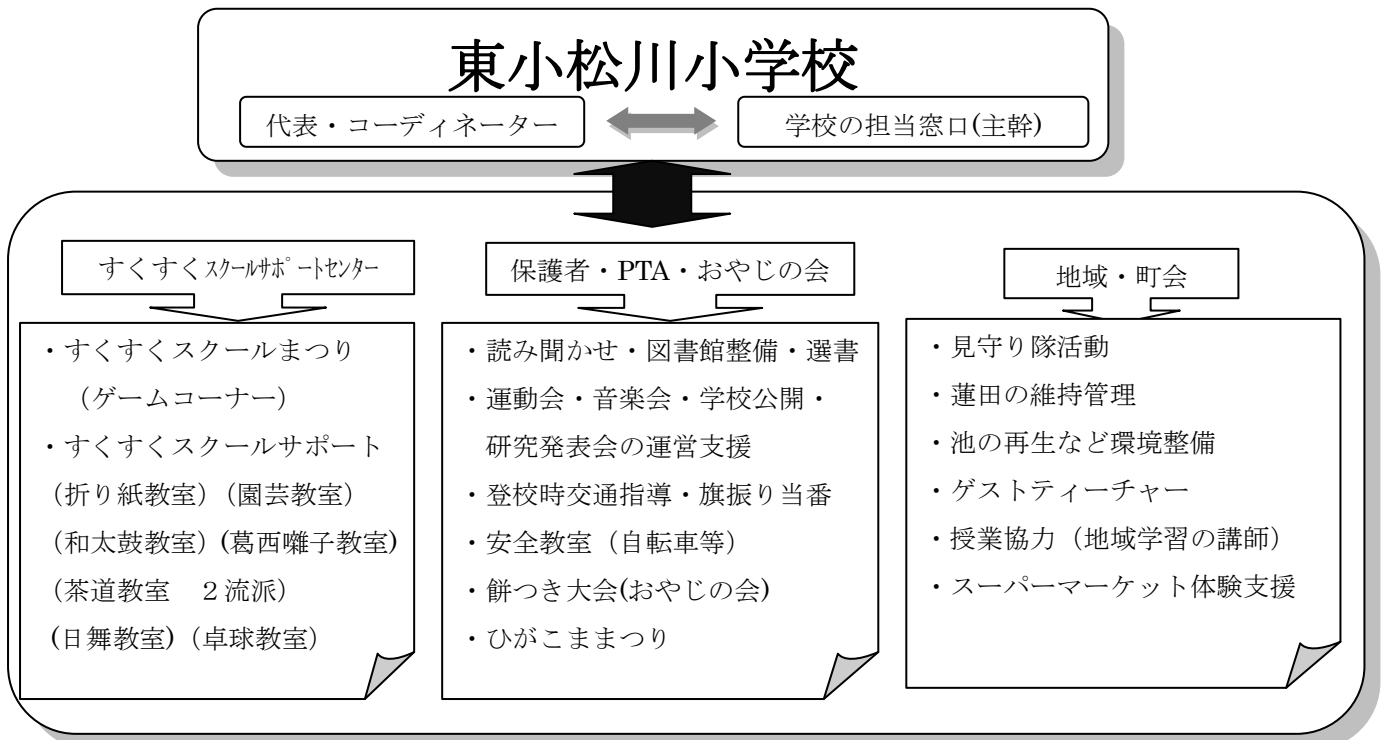 東小松川小学校
代表・コーディネーター
学校の担当窓口(主幹)
すくすくｽｸｰﾙｻﾎﾟｰﾄｾﾝﾀｰ
・すくすくスクールまつり
（ゲームコーナー）
・すくすくスクールサポート
（折り紙教室）（園芸教室）
（和太鼓教室）(葛西囃子教室)
（茶道教室　２流派）
(日舞教室)（卓球教室）
保護者・PTA・おやじの会
・読み聞かせ・図書館整備・選書
・運動会・音楽会・学校公開・
研究発表会の運営支援
・登校時交通指導・旗振り当番
・安全教室（自転車等）
・餅つき大会(おやじの会)
・ひがこままつり
地域・町会
・見守り隊活動
・蓮田の維持管理
・池の再生など環境整備
・ゲストティーチャー
・授業協力（地域学習の講師）
・スーパーマーケット体験支援